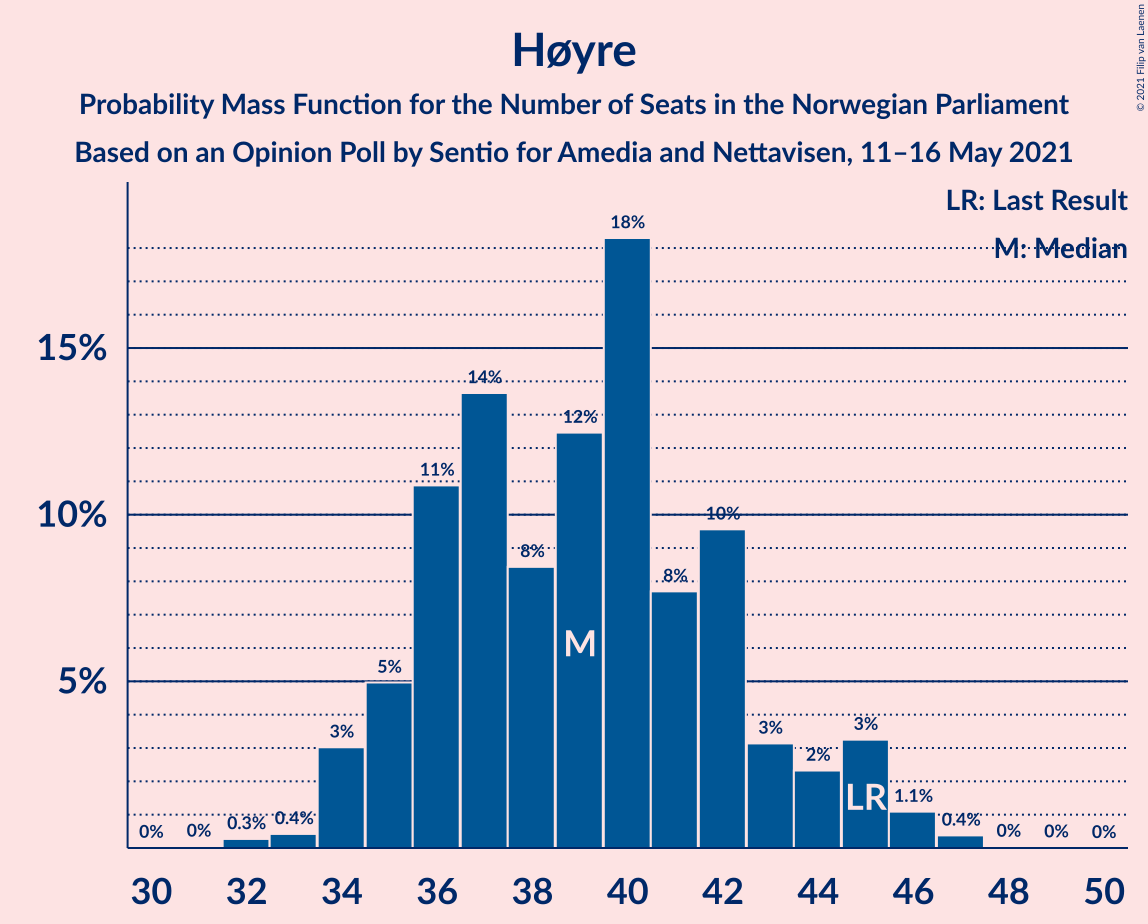 Høyre
Probability Mass Function for the Number of Seats in the Norwegian Parliament
Based on an Opinion Poll by Sentio for Amedia and Nettavisen, 11–16 May 2021
© 2021 Filip van Laenen
LR: Last Result
M: Median
15%
10%
5%
0%
0%
0.3%
0.4%
3%
5%
11%
14%
8%
12%
18%
8%
10%
3%
2%
3%
1.1%
0.4%
0%
0%
0%
M
LR
30 32 34 36 38 40 42 44 46 48 50